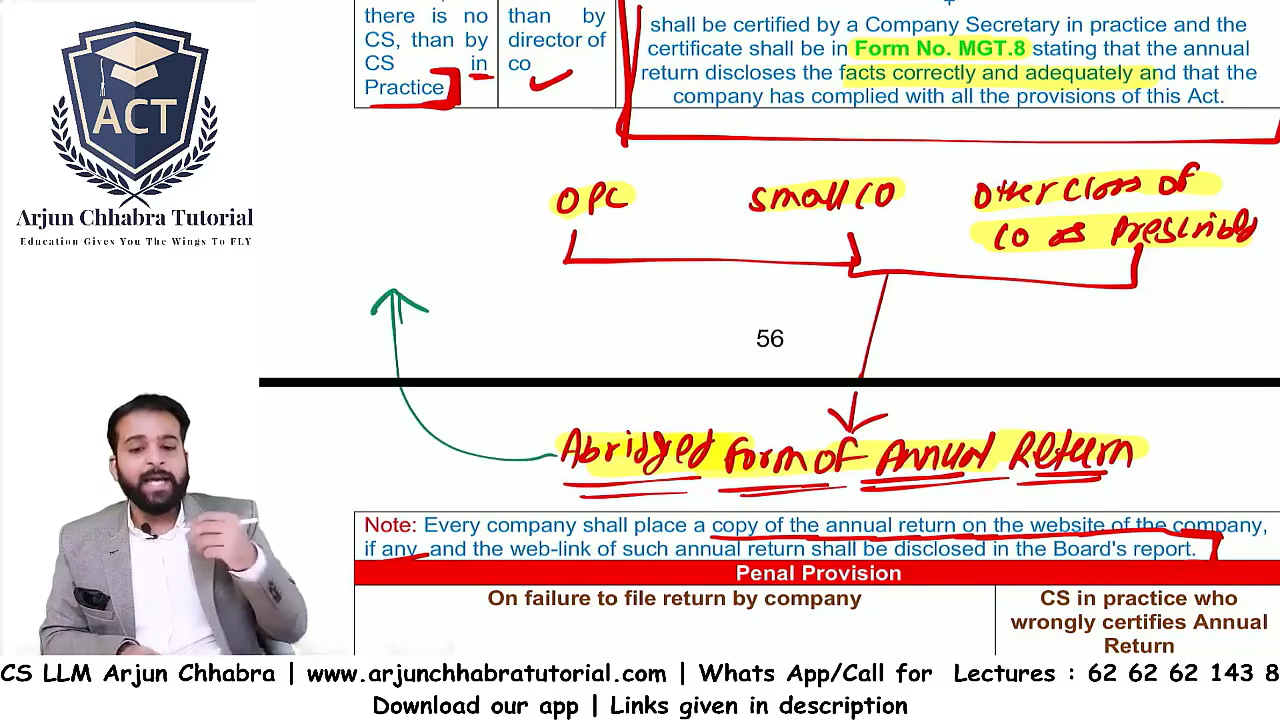 there is no
CS, than by
CS in
Practice
than by
director of
co
shall be certified by a Company Secretary in practice and the
certificate shall be in Form No. MGT.8 stating that the annual
return discloses the facts correctly and adequately and that the
company has complied with all the provisions of this Act.
ACT
Arjun Chhabra Tutorial
Education Gives You The Wings To FLY
OPC
small CO
Other class of
CO as Prescribed
56
Abridged form of Annual Return
Note: Every company shall place a copy of the annual return on the website of the company,
if any and the web-link of such annual return shall be disclosed in the Board's report.
Penal Provision
On failure to file return by company
CS in practice who
wrongly certifies Annual
Return
CS LLM Arjun Chhabra | www.arjunchhabratutorial.com | Whats App/Call for Lectures : 62 62 62 143 8
Download our app | Links given in description